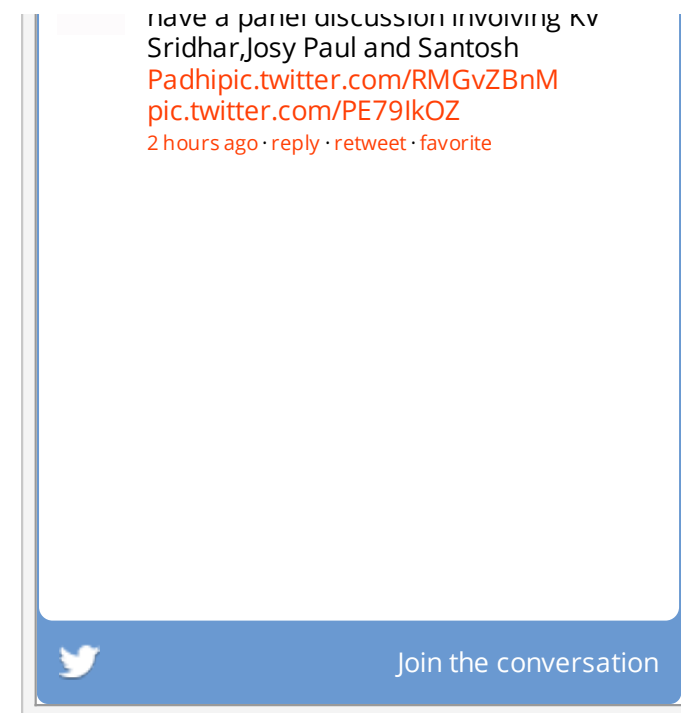 have a panel discussion involving KV
Sridhar,Josy Paul and Santosh
Padhipic.twitter.com/RMGvZBnM
pic.twitter.com/PE79IkOZ
2 hours ago · reply · retweet · favorite
Join the conversation